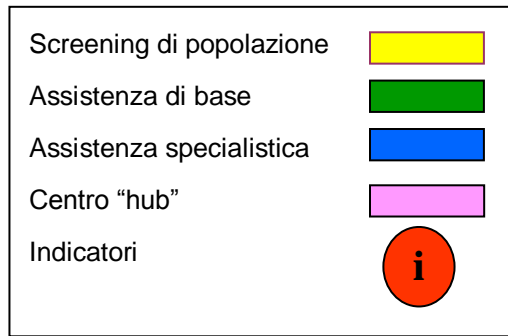 Screening di popolazione
Assistenza di base
Assistenza specialistica
Centro “hub”
Indicatori
i